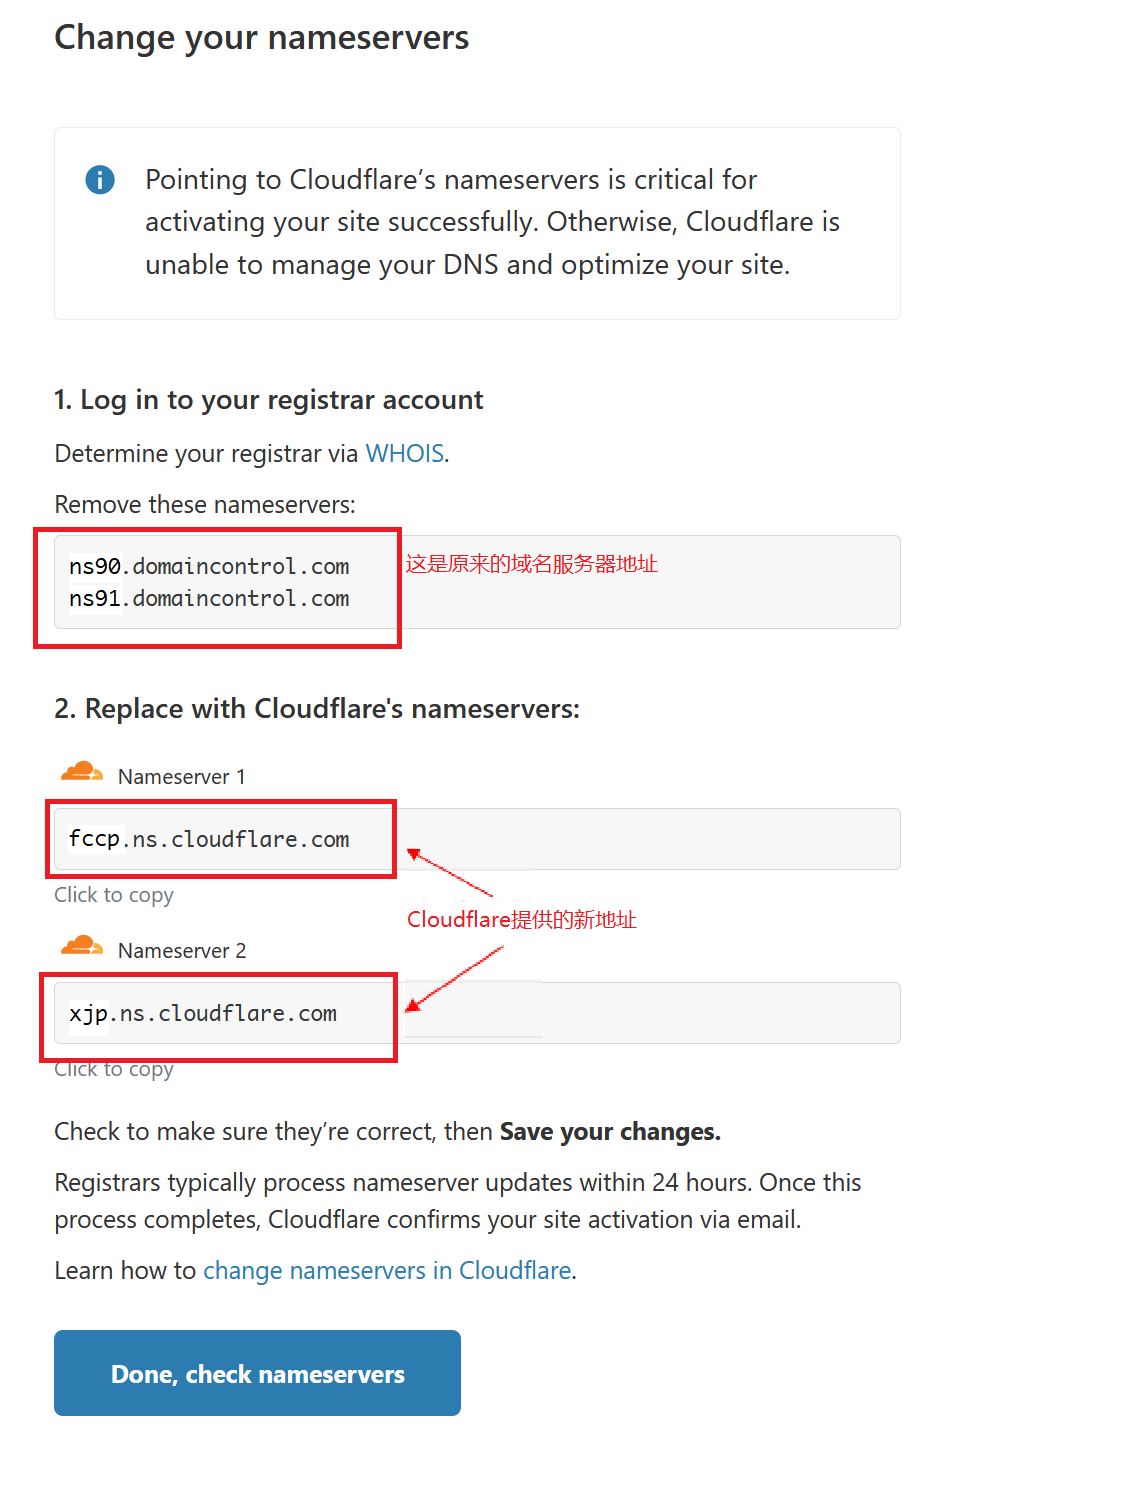 Change your nameservers
Pointing to Cloudflare’s nameservers is critical for
activating your site successfully. Otherwise, Cloudflare is
unable to manage your DNS and optimize your site.
1. Log in to your registrar account
Determine your registrar via WHOIS.
Remove these nameservers:
ns90.domaincontrol.com
这是原来的域名服务器地址
ns91.domaincontrol.com
2. Replace with Cloudflare's nameservers:
Nameserver 1
fccp.ns.cloudflare.com
Click to copy
Cloudflare提供的新地址
Nameserver 2
xjp.ns.cloudflare.com
Click to copy
Check to make sure they’re correct, then Save your changes.
Registrars typically process nameserver updates within 24 hours. Once this
process completes, Cloudflare confirms your site activation via email.
Learn how to change nameservers in Cloudflare.
Done, check nameservers